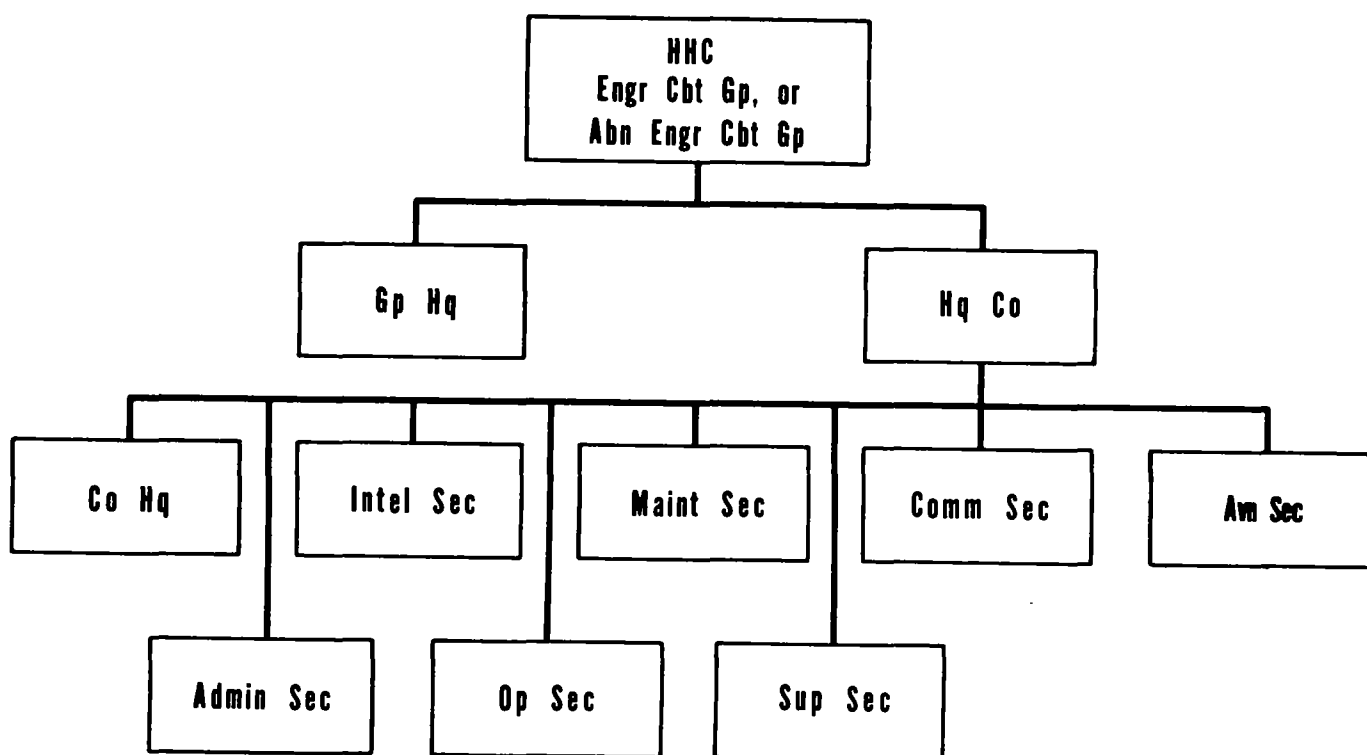 HHC
Engr Cbt Gp, or
Abn Engr Cbt Gp
Gp Hq
Hq Co
Co Hq
Intel Sec
Maint Sec
Comm Sec
Avn Sec
Admin Sec
Op Sec
Sup Sec